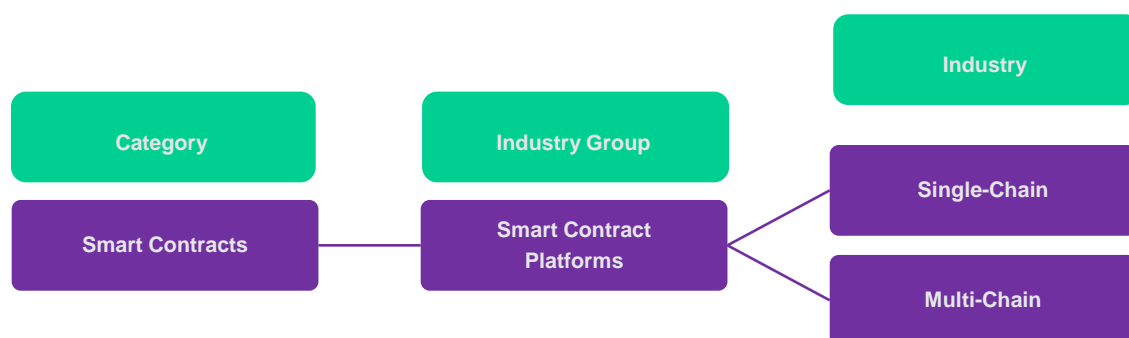 Industry
Category
Industry Group
Single-Chain
Smart Contracts
Smart Contract
Platforms
Multi-Chain